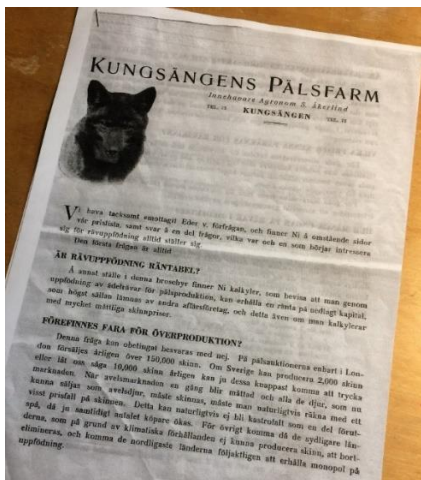 KUNGSÄNGENS PÄLSFARM
Innehavare Agronom S. Åkerlind
KUNGSÄNGEN
Vi hava tacksamt emottagit Eder v. förfrågan, och finner Ni å omstående sidor
vår prislista, samt svar å en del frågor, vilka var och en som börjar intressera
sig för rävuppfödning alltid ställer sig.
Den första frågan är alltid
ÄR RÄVUPPFÖDNING RÄNTABEL?
Å annat ställe i denna broschyr finner Ni kalkyler, som bevisa att man genom
uppfödning av ädelrävar för pälsproduktion, kan erhålla en ränta på nedlagt kapital,
som högst sällan lämnas av andra affärsföretag, och detta även om man kalkylerar
med mycket måttliga skinnpriser.
FÖREFINNES FARA FÖR ÖVERPRODUKTION?
Denna fråga kan obetingat besvaras med nej. På pälsauktionerna enbart i Lon-
don försäljes årligen över 150,000 skinn. Om Sverige kan producera 2,000 skinn
eller låt oss säga 10,000 skinn årligen kan ju dessa knappast komma att trycka
marknaden. När avelsmarknaden en gång blir mättad och alla de djur, som nu
kunna säljas som avelsdjur, måste skinnas, måste man naturligtvis räkna med ett
visst prisfall på skinnen. Detta kan naturligtvis ej bli katastrofalt som en del förut-
spå, då ju samtidigt antalet köpare ökas. För övrigt komma då de sydligare län-
derna, som på grund av klimatiska förhållanden ej kunna producera skinn, att bort-
elimineras, och komma de nordligaste länderna följaktligen att erhålla monopol på
uppfödning.